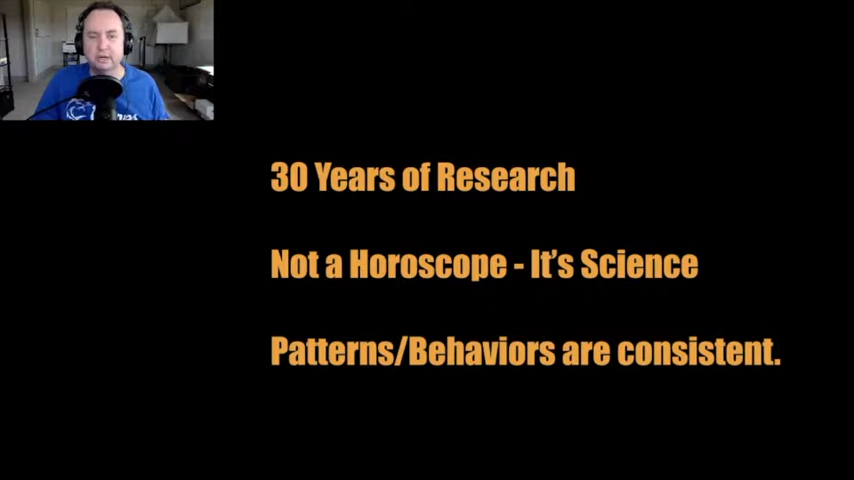 30 Years of Research
Not a Horoscope - It's Science
Patterns/Behaviors are consistent.